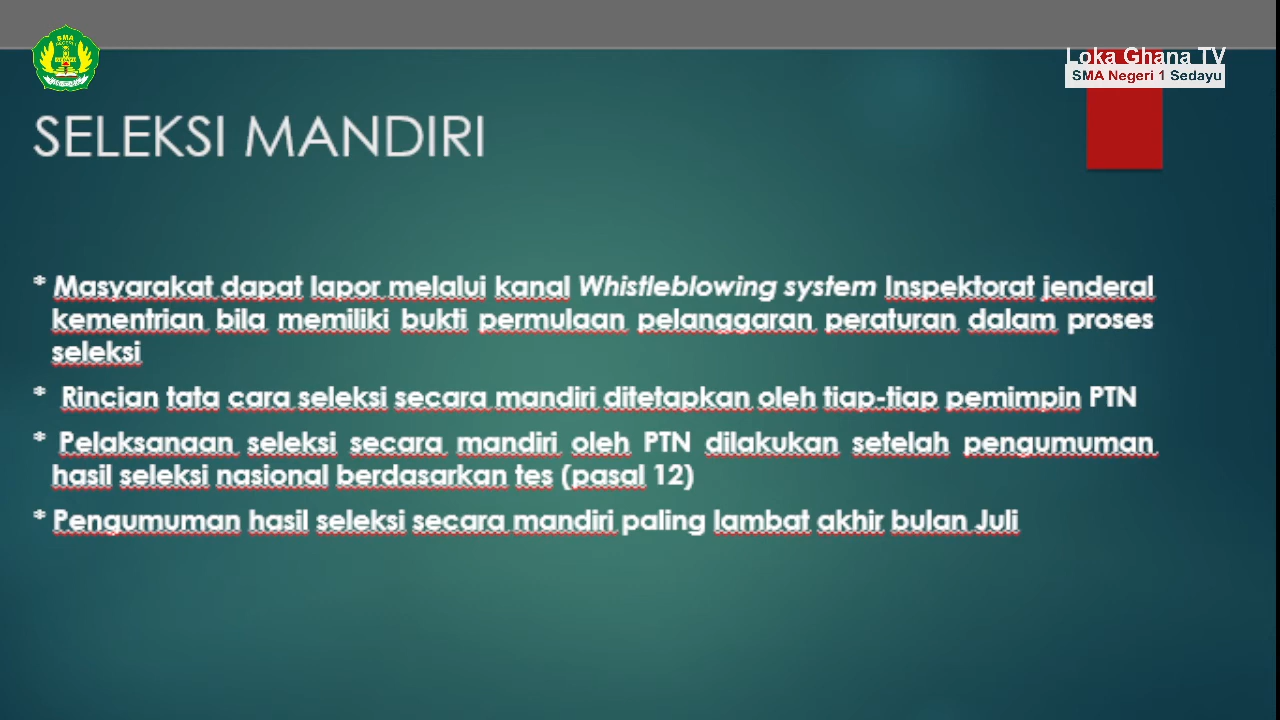 SMA
Loka Ghana TV
SMA Negeri 1 Sedayu
SELEKSI MANDIRI
* Masyarakat dapat lapor melalui kanal Whistleblowing system Inspektorat jenderal
kementrian bila memiliki bukti permulaan pelanggaran peraturan dalam proses
seleksi
* Rincian tata cara seleksi secara mandiri ditetapkan oleh tiap-tiap pemimpin PTN
* Pelaksanaan seleksi secara mandiri oleh PTN dilakukan setelah pengumuman
hasil seleksi nasional berdasarkan tes (pasal 12)
* Pengumuman hasil seleksi secara mandiri paling lambat akhir bulan Juli